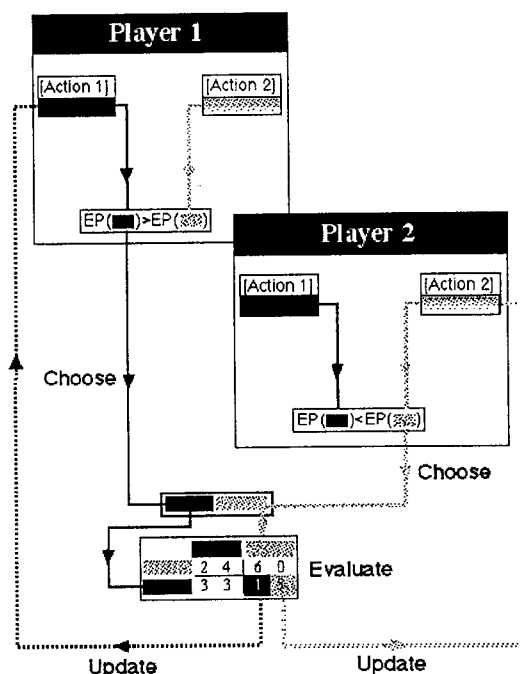 Player 1
[Action 1] [Action 2]
EP( )>EP( )
Player 2
[Action 1] [Action 2]
Choose
EP( )<EP( )
Choose
Evaluate
2 4 6 0
3 3 1 5
Update Update